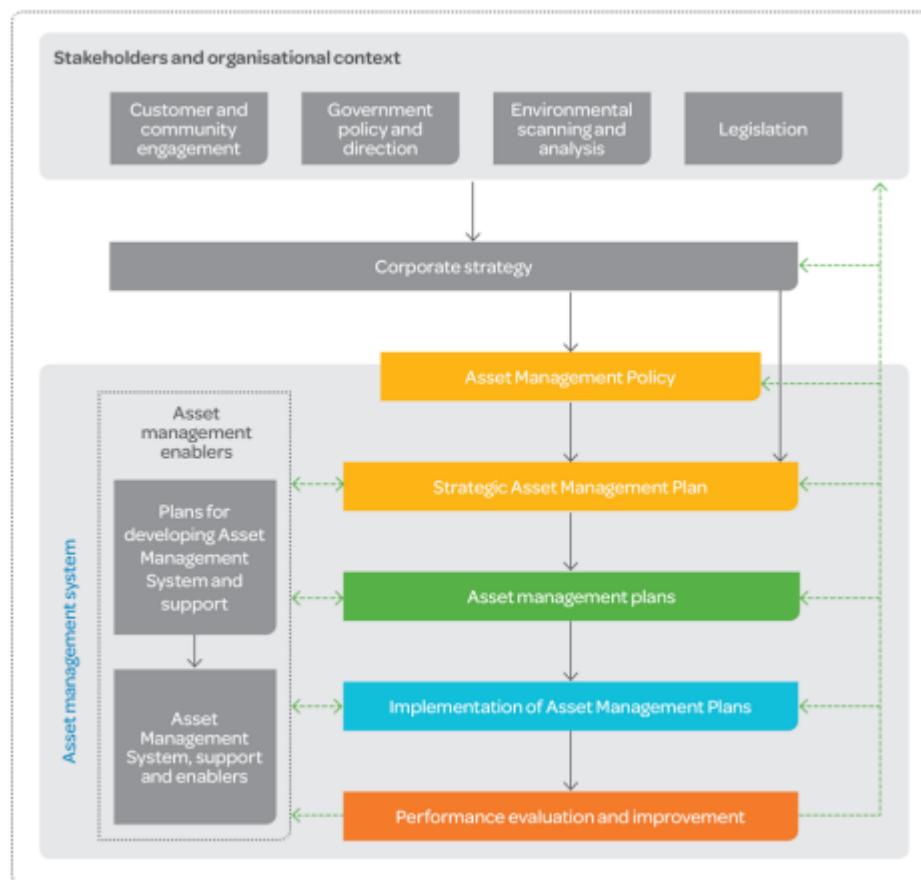 Stakeholders and organisational context
Customer and
community
engagement
Government
policy and
direction
Environmental
scanning and
analysis
Legislation
Corporate strategy
Asset Management Policy
Asset
management
enablers
Strategic Asset Management Plan
Plans for
developing Asset
Management
System and
support
Asset management plans
Asset management system
Implementation of Asset Management Plans
Asset
Management
System, support
and enablers
Performance evaluation and improvement